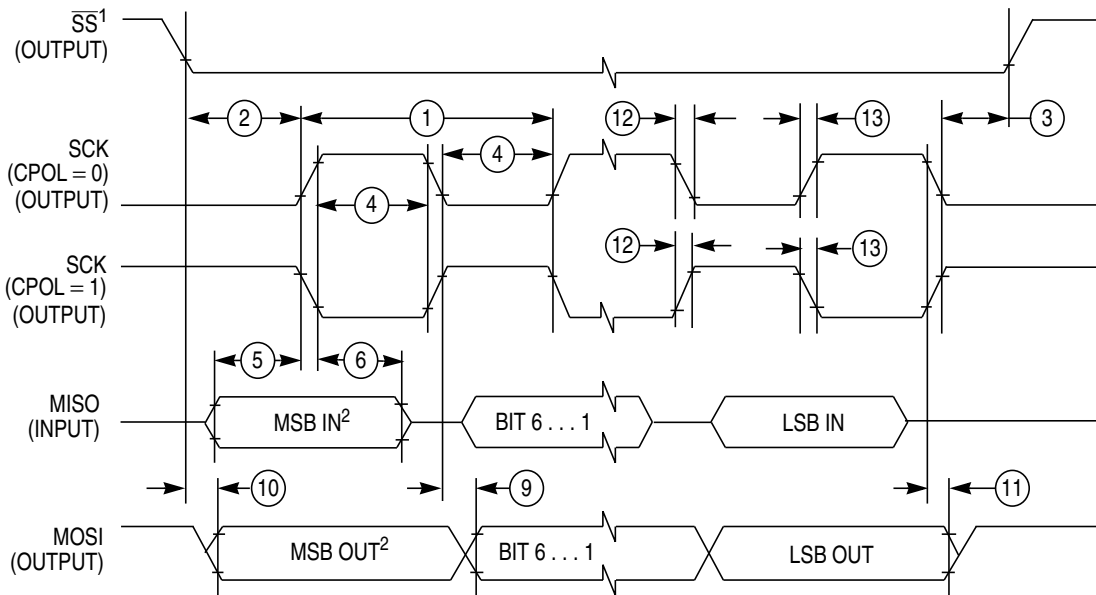 SS¹
(OUTPUT)
2
1
12
13
3
SCK
(CPOL = 0)
(OUTPUT)
4
4
SCK
(CPOL = 1)
(OUTPUT)
12
13
5
6
MISO
(INPUT)
MSB IN²
BIT 6 . . . 1
LSB IN
10
9
11
MOSI
(OUTPUT)
MSB OUT²
BIT 6 . . . 1
LSB OUT